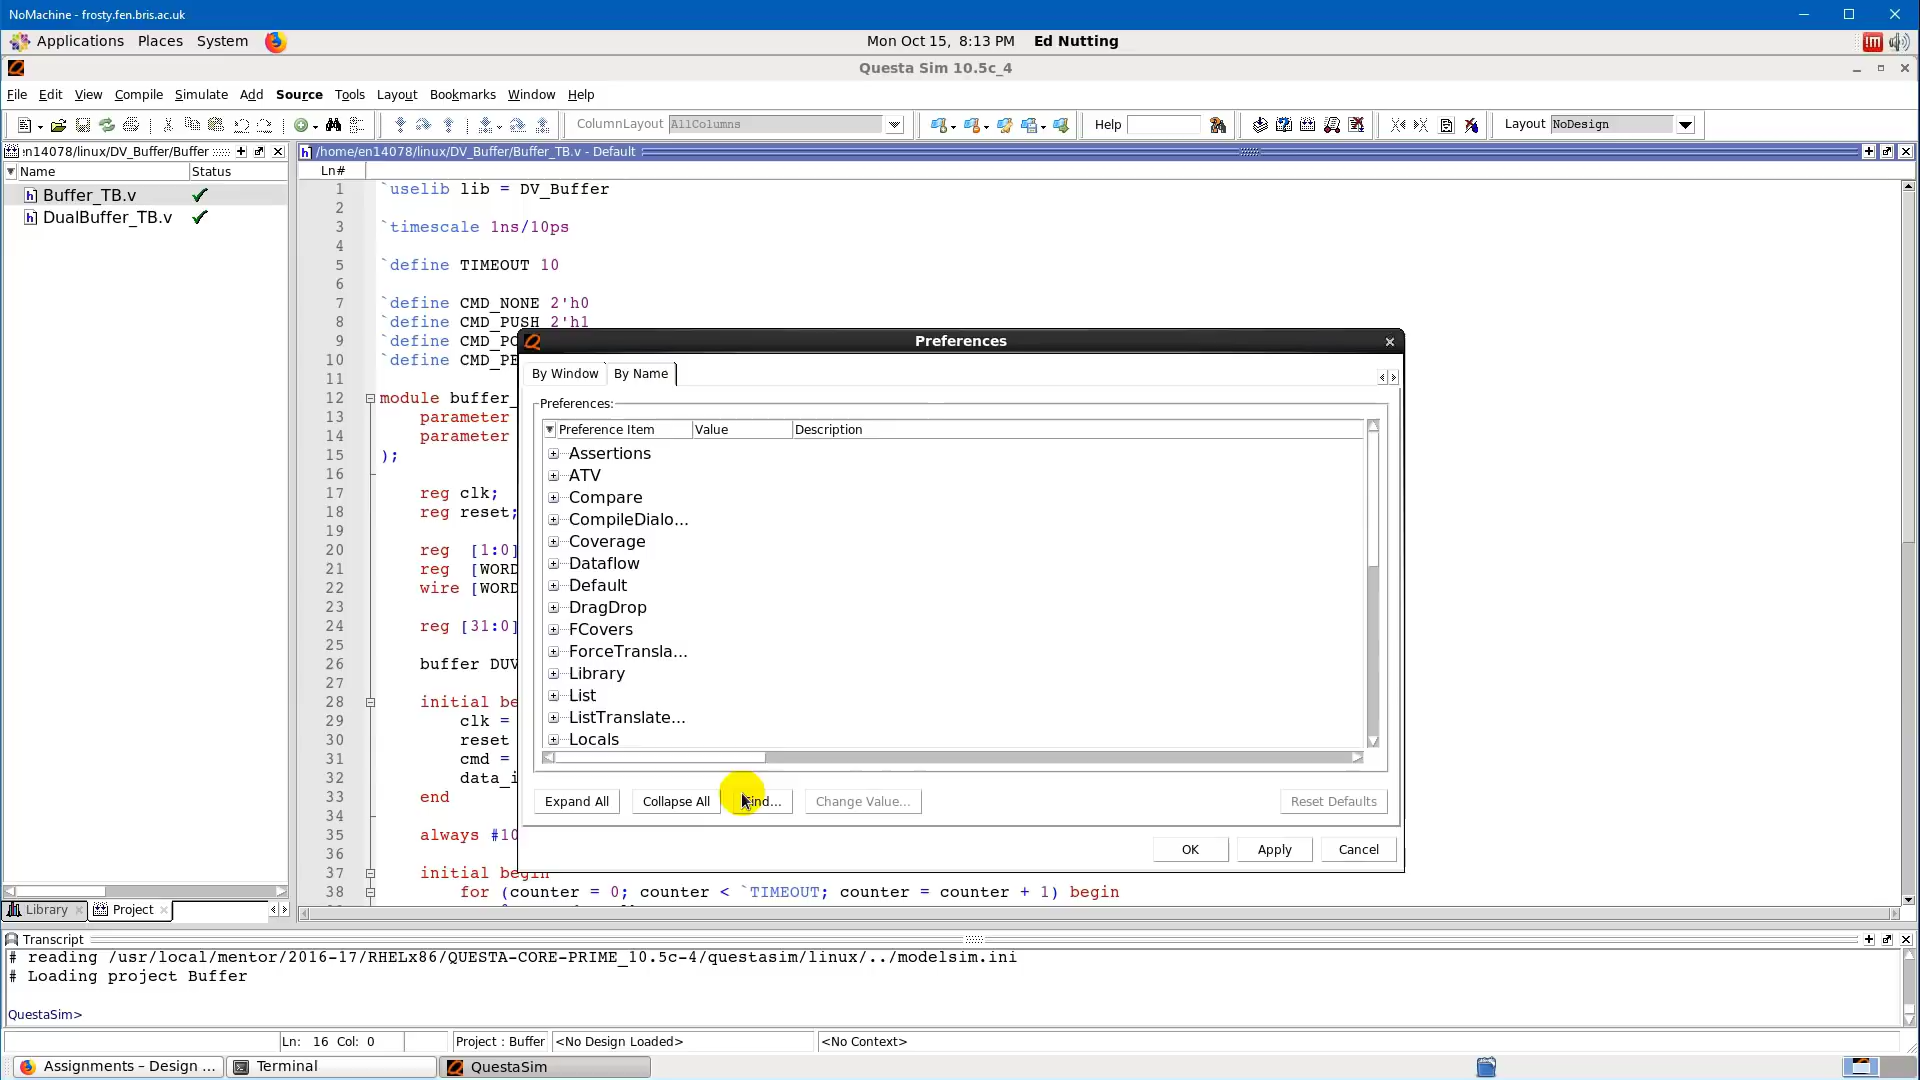 NoMachine - frosty.fen.bris.ac.uk
Applications Places System Mon Oct 15, 8:13 PM Ed Nutting
Questa Sim 10.5c_4
File Edit View Compile Simulate Add Source Tools Layout Bookmarks Window Help
ColumnLayout AllColumns Help Layout NoDesign
:n14078/linux/DV_Buffer/Buffer
/home/en14078/linux/DV_Buffer/Buffer_TB.v - Default
Name Status
Buffer_TB.v
DualBuffer_TB.v
Ln#
1 `uselib lib = DV_Buffer
2
3 `timescale 1ns/10ps
4
5 `define TIMEOUT 10
6
7 `define CMD_NONE 2'h0
8 `define CMD_PUSH 2'h1
9 `define CMD_PO
10 `define CMD_PE
11
12 module buffer_
13 parameter
14 parameter
15 );
16
17 reg clk;
18 reg reset;
19
20 reg [1:0]
21 reg [WORD
22 wire [WORD
23
24 reg [31:0]
25
26 buffer DUV
27
28 initial be
29 clk =
30 reset
31 cmd =
32 data_i
33 end
34
35 always #10
36
37 initial begin
38 for (counter = 0; counter < `TIMEOUT; counter = counter + 1) begin
Preferences
By Window By Name
Preferences:
Preference Item Value Description
Assertions
ATV
Compare
CompileDialo...
Coverage
Dataflow
Default
DragDrop
FCovers
ForceTransla...
Library
List
ListTranslate...
Locals
Expand All Collapse All ind... Change Value... Reset Defaults
OK Apply Cancel
Library Project
Transcript
# reading /usr/local/mentor/2016-17/RHELx86/QUESTA-CORE-PRIME_10.5c-4/questasim/linux/../modelsim.ini
# Loading project Buffer
QuestaSim>
Ln: 16 Col: 0 Project : Buffer <No Design Loaded> <No Context>
Assignments – Design ... Terminal QuestaSim